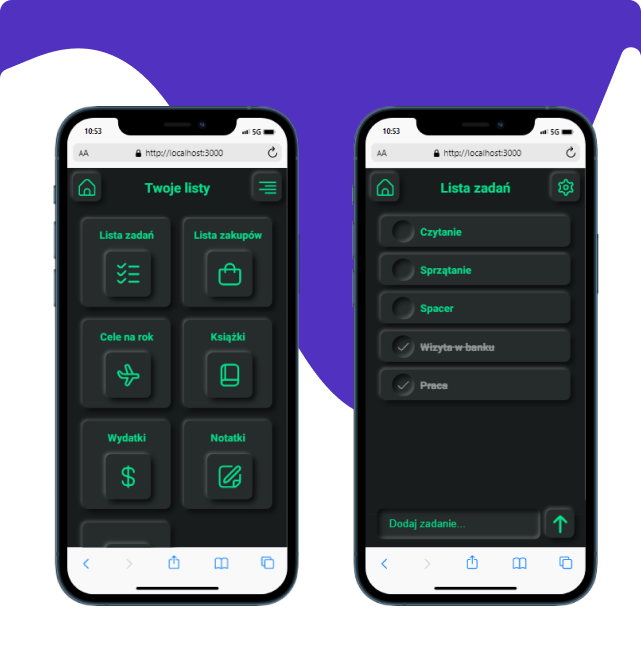 10:53
5G
AA
http://localhost:3000
Twoje listy
Lista zadań
Lista zakupów
Cele na rok
Książki
Wydatki
Notatki
10:53
5G
AA
http://localhost:3000
Lista zadań
Czytanie
Sprzątanie
Spacer
Wizyta w banku
Praca
Dodaj zadanie...